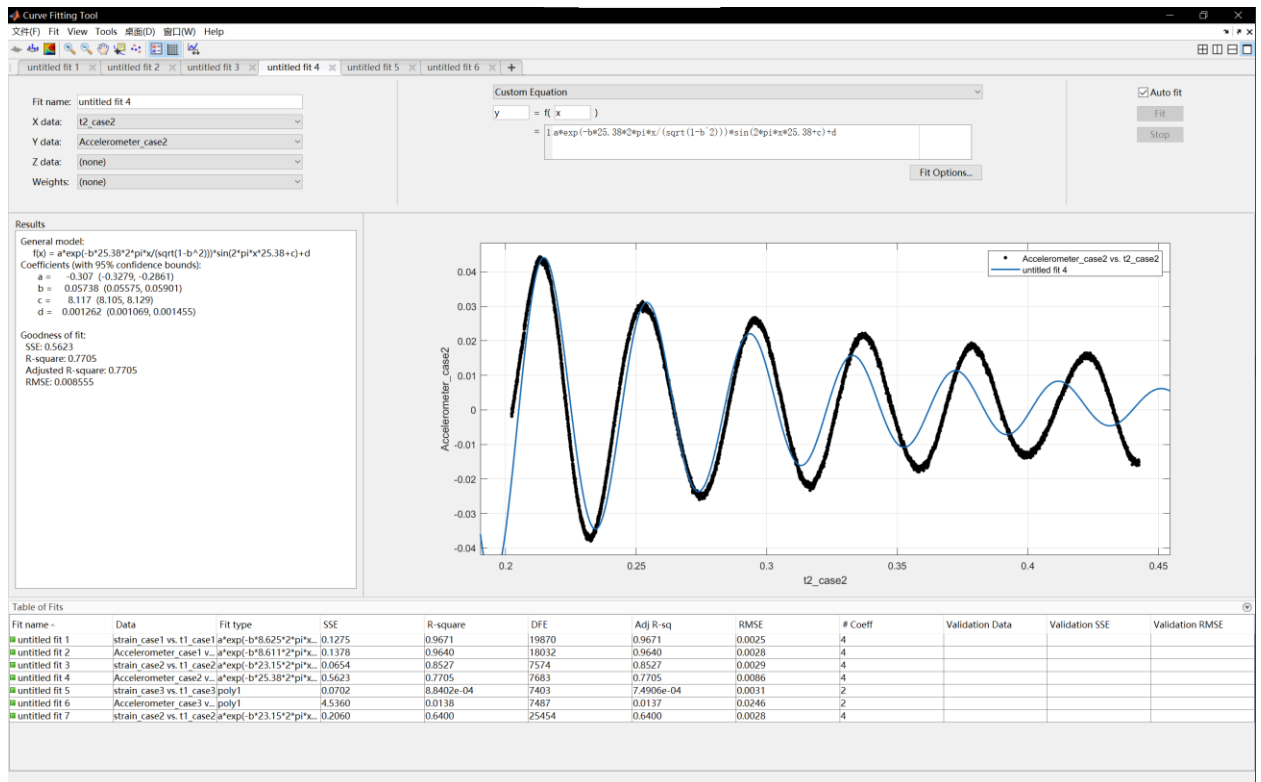 Curve Fitting Tool
文件(F) Fit View Tools 桌面(D) 窗口(W) Help
untitled fit 1 untitled fit 2 untitled fit 3 untitled fit 4 untitled fit 5 untitled fit 6
Fit name: untitled fit 4
X data: t2_case2
Y data: Accelerometer_case2
Z data: (none)
Weights: (none)
Custom Equation
y = f( x )
= 1 a*exp(-b*25.38*2*pi*x/(sqrt(1-b^2)))*sin(2*pi*x*25.38+c)+d
Fit Options...
Auto fit
Fit
Stop
Results
General model:
f(x) = a*exp(-b*25.38*2*pi*x/(sqrt(1-b^2)))*sin(2*pi*x*25.38+c)+d
Coefficients (with 95% confidence bounds):
a = -0.307 (-0.3279, -0.2861)
b = 0.05738 (0.05575, 0.05901)
c = 8.117 (8.105, 8.129)
d = 0.001262 (0.001069, 0.001455)
Goodness of fit:
SSE: 0.5623
R-square: 0.7705
Adjusted R-square: 0.7705
RMSE: 0.008555
Accelerometer_case2 vs. t2_case2
untitled fit 4
0.04
0.03
0.02
0.01
0
-0.01
-0.02
-0.03
-0.04
Accelerometer_case2
0.2 0.25 0.3 0.35 0.4 0.45
t2_case2
Table of Fits
Fit name Data Fit type SSE R-square DFE Adj R-sq RMSE # Coeff Validation Data Validation SSE Validation RMSE
untitled fit 1 strain_case1 vs. t1_case1 a*exp(-b*8.625*2*pi*x... 0.1275 0.9671 19870 0.9671 0.0025 4
untitled fit 2 Accelerometer_case1 v... a*exp(-b*8.611*2*pi*x... 0.1378 0.9640 18032 0.9640 0.0028 4
untitled fit 3 strain_case2 vs. t1_case2 a*exp(-b*23.15*2*pi*x... 0.0654 0.8527 7574 0.8527 0.0029 4
untitled fit 4 Accelerometer_case2 v... a*exp(-b*25.38*2*pi*x... 0.5623 0.7705 7683 0.7705 0.0086 4
untitled fit 5 strain_case3 vs. t1_case3 poly1 0.0702 8.8402e-04 7403 7.4906e-04 0.0031 2
untitled fit 6 Accelerometer_case3 v... poly1 4.5360 0.0138 7487 0.0137 0.0246 2
untitled fit 7 strain_case2 vs. t1_case2 a*exp(-b*23.15*2*pi*x... 0.2060 0.6400 25454 0.6400 0.0028 4